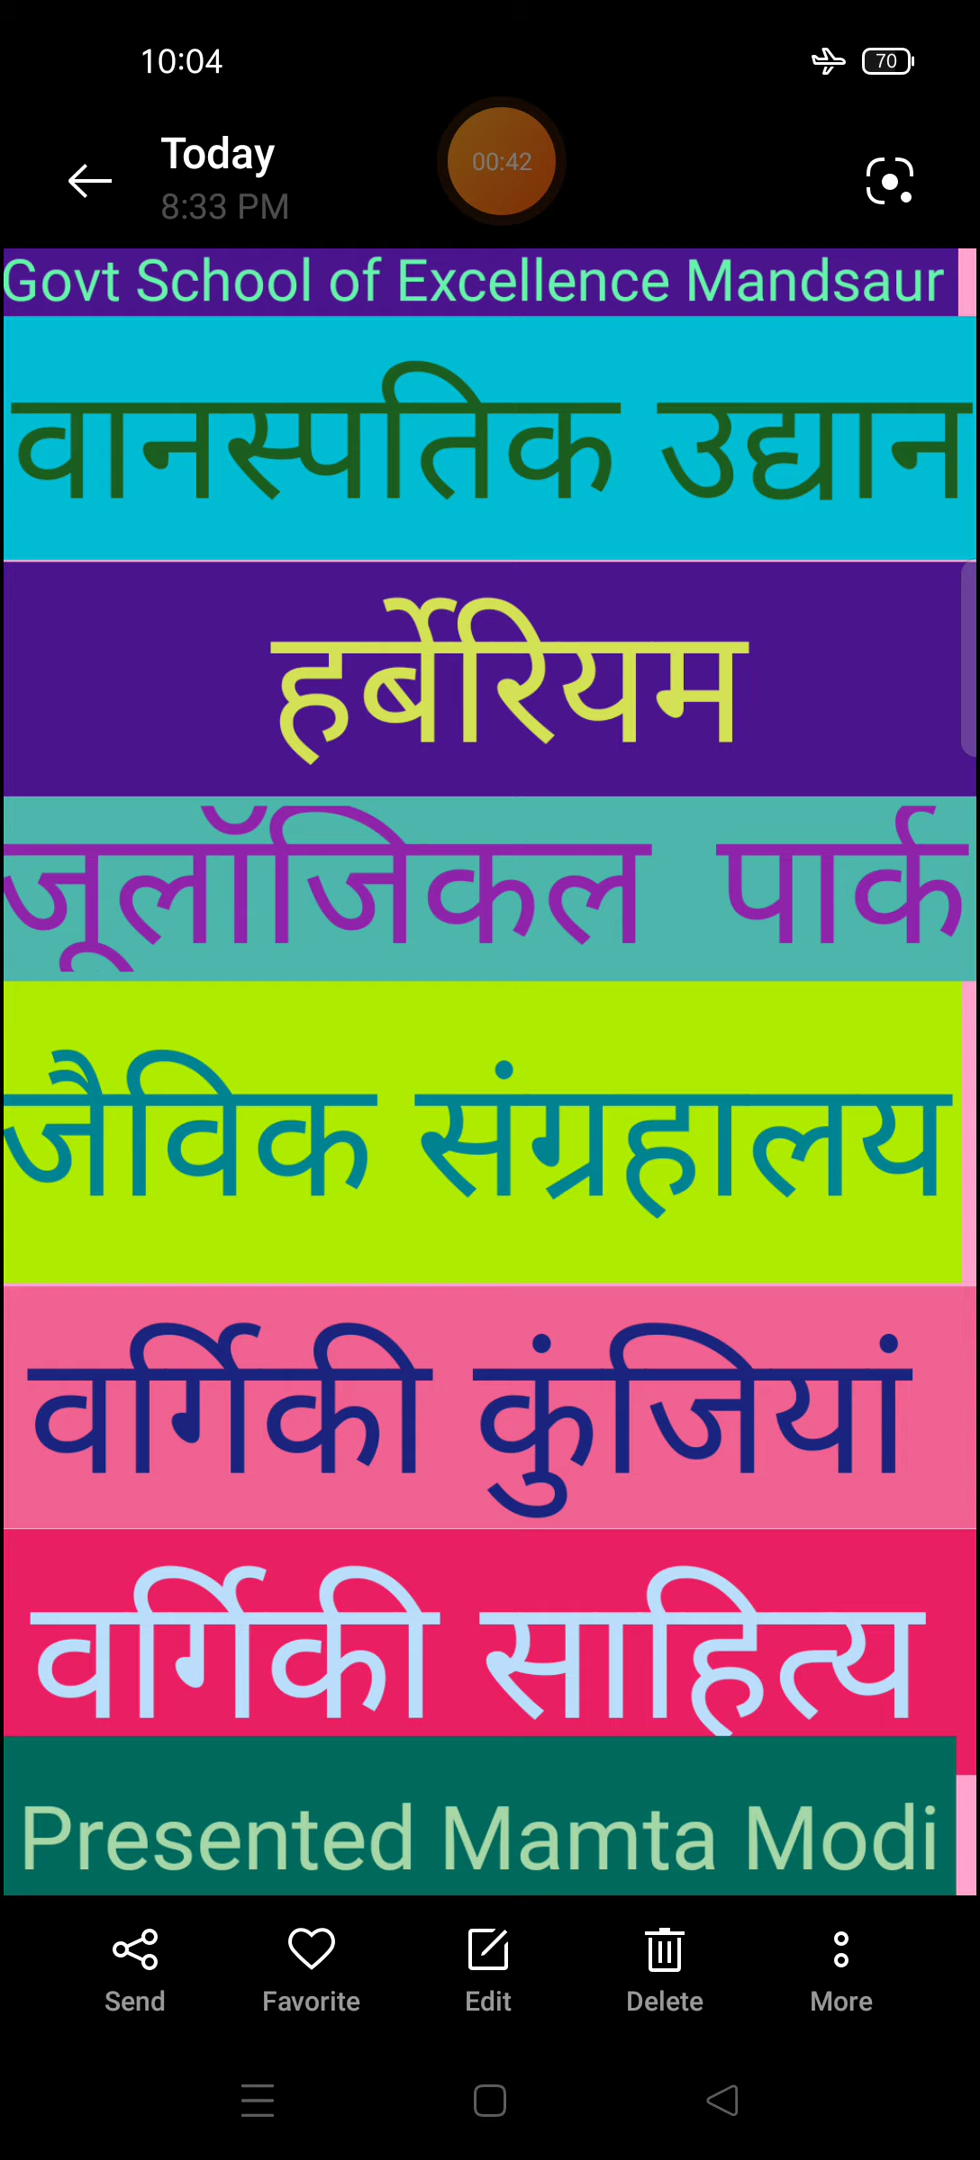 10:04
70
Today
00:42
8:33 PM
Govt School of Excellence Mandsaur
वानस्पतिक उद्यान
हर्बेरियम
जूलॉजिकल पार्क
जैविक संग्रहालय
वर्गिकी कुंजियां
वर्गिकी साहित्य
Presented Mamta Modi
Send Favorite Edit Delete More